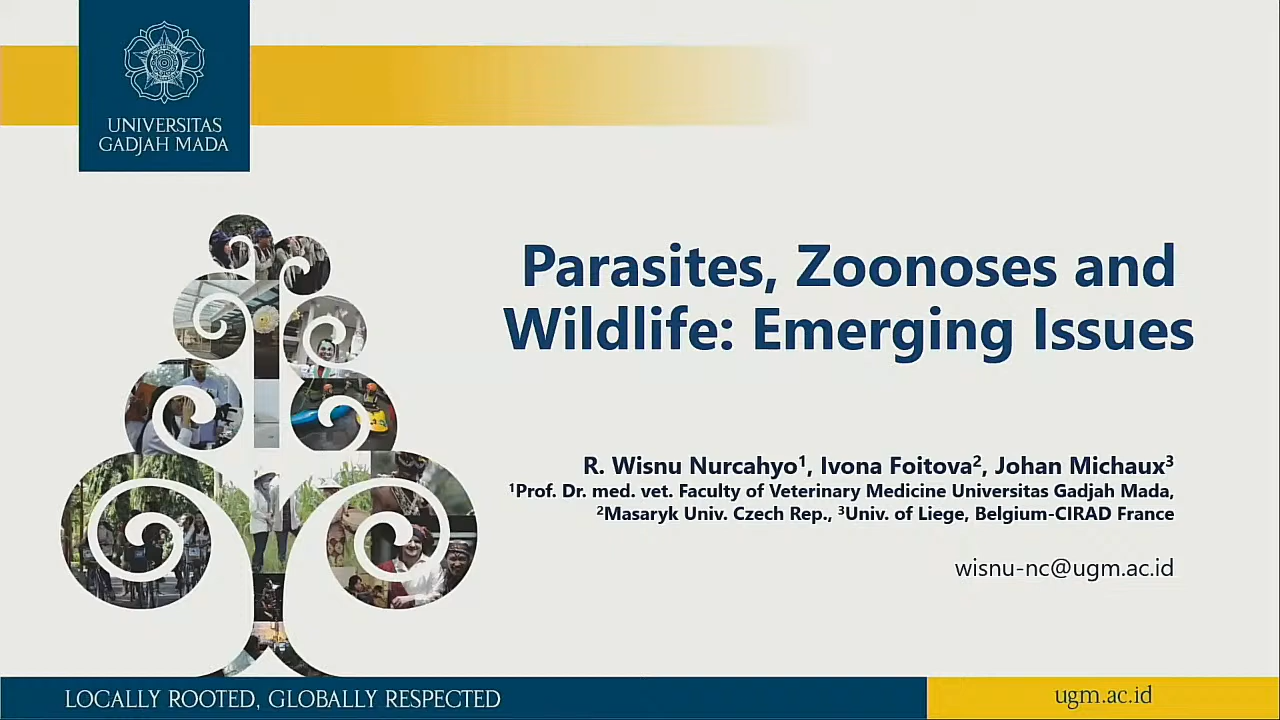 UNIVERSITAS
GADJAH MADA
Parasites, Zoonoses and
Wildlife: Emerging Issues
R. Wisnu Nurcahyo¹, Ivona Foitova², Johan Michaux³
¹Prof. Dr. med. vet. Faculty of Veterinary Medicine Universitas Gadjah Mada,
²Masaryk Univ. Czech Rep., ³Univ. of Liege, Belgium-CIRAD France
wisnu-nc@ugm.ac.id
LOCALLY ROOTED, GLOBALLY RESPECTED
ugm.ac.id